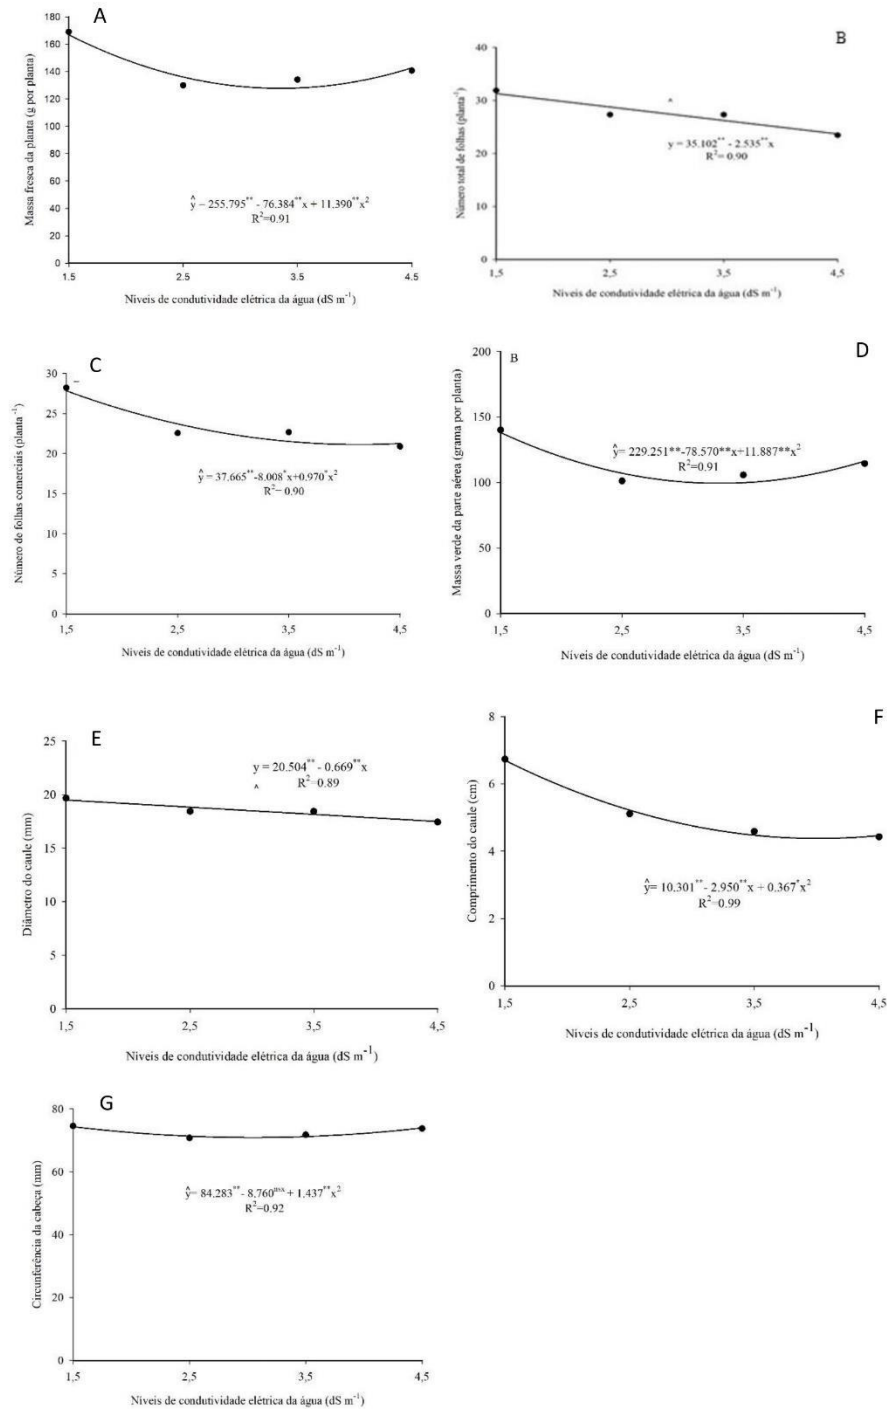 A
Massa fresca da planta (g por planta)
180
160
140
120
100
80
60
40
20
0
ŷ = 255.795** - 76.384**x + 11.390**x²
R²=0.91
1.5 2.5 3.5 4.5
Níveis de condutividade elétrica da água (dS m⁻¹)
B
Número total de folhas (planta⁻¹)
40
30
20
10
0
^
y = 35.102** - 2.535**x
R²= 0.90
1,5 2,5 3,5 4,5
Níveis de condutividade elétrica da água (dS m⁻¹)
C
Número de folhas comerciais (planta⁻¹)
30
25
20
15
10
5
0
ŷ = 37.665**-8.008*x+0.970*x²
R²= 0.90
1,5 2,5 3,5 4,5
Níveis de condutividade elétrica da água (dS m⁻¹)
D
B
Massa verde da parte aérea (grama por planta)
200
150
100
50
0
ŷ= 229.251**-78.570**x+11.887**x²
R²=0.91
1,5 2,5 3,5 4,5
Níveis de condutividade elétrica da água (dS m⁻¹)
E
Diâmetro do caule (mm)
25
20
15
10
5
0
y = 20.504** - 0.669**x
R²=0.89
^
1,5 2,5 3,5 4,5
Níveis de condutividade elétrica da água (dS m⁻¹)
F
Comprimento do caule (cm)
8
6
4
2
0
ŷ= 10.301**- 2.950**x + 0.367*x²
R²=0.99
1,5 2,5 3,5 4,5
Níveis de condutividade elétrica da água (dS m⁻¹)
G
Circunferência da cabeça (mm)
80
60
40
20
0
ŷ= 84.283** - 8.760ⁿˢˣ + 1.437**x²
R²=0.92
1,5 2,5 3,5 4,5
Níveis de condutividade elétrica da água (dS m⁻¹)